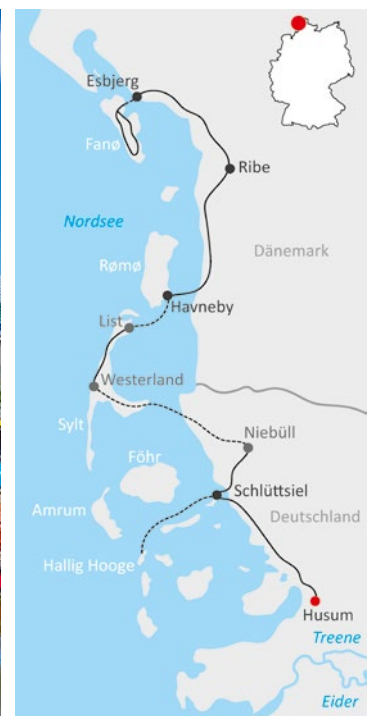 Esbjerg
Fanø
Ribe
Nordsee
Dänemark
Rømø
Havneby
List
Westerland
Sylt
Niebüll
Föhr
Schlüttsiel
Amrum
Deutschland
Hallig Hooge
Husum
Treene
Eider